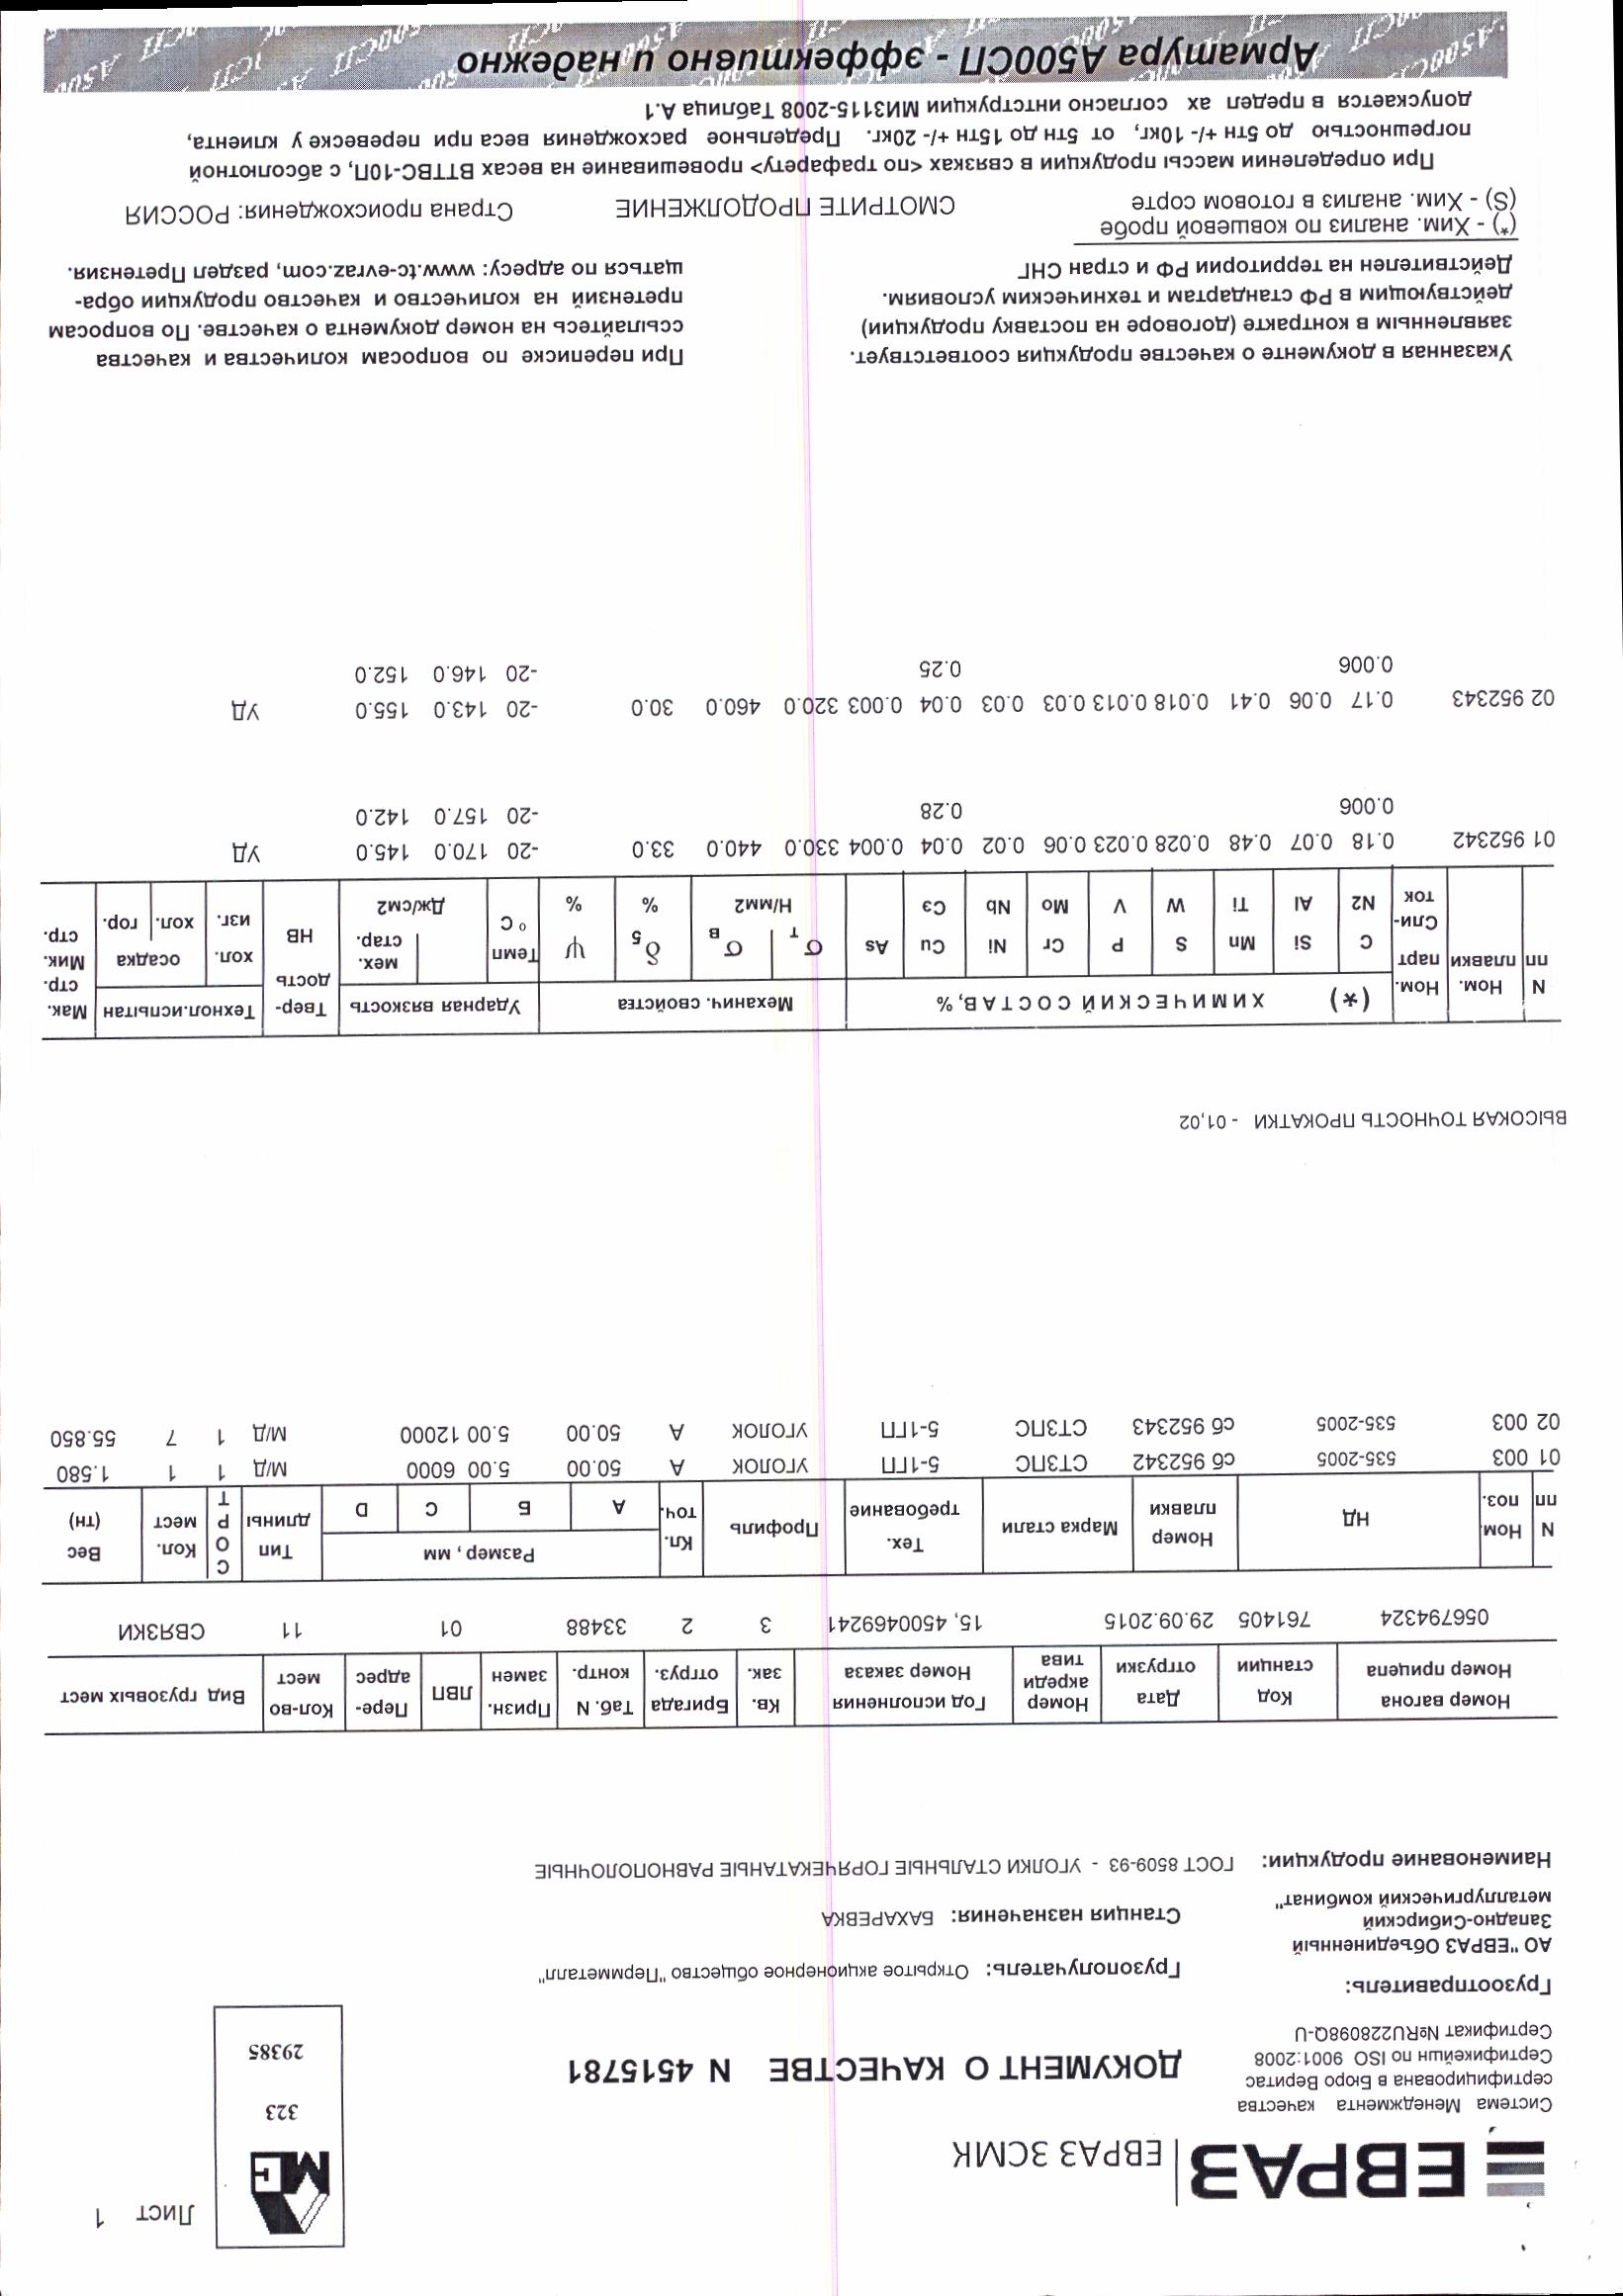 Лист 1
ЕВРАЗ | ЕВРАЗ ЗСМК
МС
323
29385
Система Менеджмента качества
сертифицирована в Бюро Веритас
Сертификейшн по ISO 9001:2008
Сертификат №RU228098Q-U
ДОКУМЕНТ О КАЧЕСТВЕ N 4515781
Грузоотправитель:
АО "ЕВРАЗ Объединенный
Западно-Сибирский
металлургический комбинат"
Грузополучатель: Открытое акционерное общество "Пермметалл"
Станция назначения: БАХАРЕВКА
Наименование продукции: ГОСТ 8509-93 - УГОЛКИ СТАЛЬНЫЕ ГОРЯЧЕКАТАНЫЕ РАВНОПОЛОЧНЫЕ
Номер вагона Номер прицепа | Код станции | Дата отгрузки | Номер акреди тива | Год исполнения Номер заказа | Кв. зак. | Бригада отгруз. | Таб. N контр. | Призн. замен | ЛВП | Пере- адрес | Кол-во мест | Вид грузовых мест
056794324 761405 29.09.2015 15, 4500469241 3 2 33488 01 11 СВЯЗКИ
N пп | Ном. поз. | НД | Номер плавки | Марка стали | Тех. требование | Профиль | Кл. точ. | Размер, мм А Б С D | Тип длины | СОРТ | Кол. мест | Вес (тн)
01 003 535-2005 сб 952342 СТ3ПС 5-1ГП УГОЛОК А 50.00 5.00 6000 М/Д 1 1 1.580
02 003 535-2005 сб 952343 СТ3ПС 5-1ГП УГОЛОК А 50.00 5.00 12000 М/Д 1 7 55.850
ВЫСОКАЯ ТОЧНОСТЬ ПРОКАТКИ - 01,02
N пп | Ном. плавки | Ном. парт Сли- ток | (*) ХИМИЧЕСКИЙ СОСТАВ, % | Механич. свойства | Ударная вязкость | Твер- дость НВ | Технол.испытан | Мак. стр. Мик. стр.
C Si Mn S P Cr Ni Cu As | σт σв | δ5 | ψ | Темп | мех. стар. | хол. изг. | осадка хол. гор.
N2 Al Ti W V Mo Nb Сэ | Н/мм2 | % | % | °С | Дж/см2
01 952342 0.18 0.07 0.48 0.028 0.023 0.06 0.02 0.04 0.004 330.0 440.0 33.0 -20 170.0 145.0 УД
0.006 0.28 -20 157.0 142.0
02 952343 0.17 0.06 0.41 0.018 0.013 0.03 0.03 0.04 0.003 320.0 460.0 30.0 -20 143.0 155.0 УД
0.006 0.25 -20 146.0 152.0
Указанная в документе о качестве продукция соответствует.
заявленным в контракте (договоре на поставку продукции)
действующим в РФ стандартам и техническим условиям.
Действителен на территории РФ и стран СНГ
При переписке по вопросам количества и качества
ссылайтесь на номер документа о качестве. По вопросам
претензий на количество и качество продукции обра-
щаться по адресу: www.tc-evraz.com, раздел Претензия.
(*) - Хим. анализ по ковшевой пробе
(S) - Хим. анализ в готовом сорте
СМОТРИТЕ ПРОДОЛЖЕНИЕ
Страна происхождения: РОССИЯ
При определении массы продукции в связках <по трафарету> провешивание на весах ВТТВС-10П, с абсолютной
погрешностью до 5тн +/- 10кг, от 5тн до 15тн +/- 20кг. Предельное расхождения веса при перевеске у клиента,
допускается в предел ах согласно интструкции МИ3115-2008 Таблица А.1
Арматура А500СП - эффективно и надежно